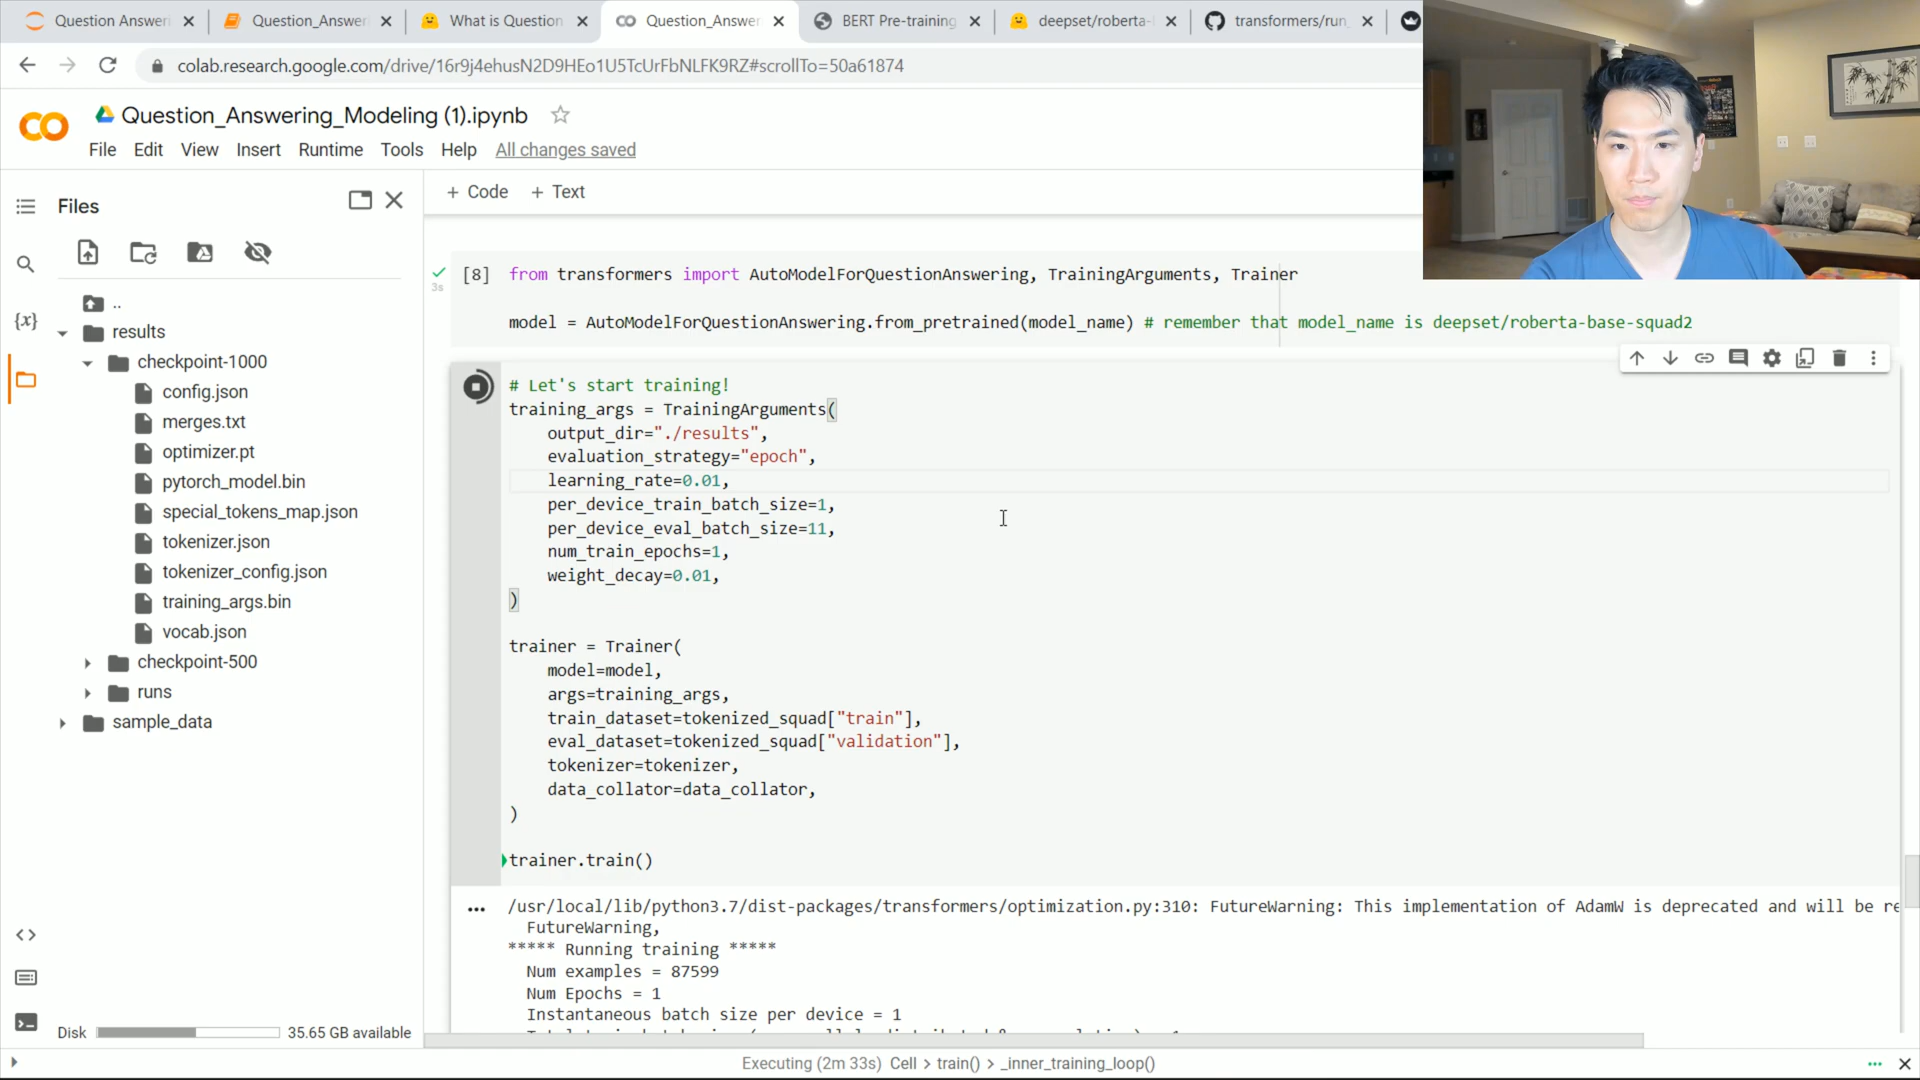 Question Answeri
Question_Answer
What is Question
Question_Answer
BERT Pre-training
deepset/roberta-
transformers/run_
colab.research.google.com/drive/16r9j4ehusN2D9HEo1U5TcUrFbNLFK9RZ#scrollTo=50a61874
Question_Answering_Modeling (1).ipynb
File Edit View Insert Runtime Tools Help All changes saved
Files
+ Code + Text
..
results
checkpoint-1000
config.json
merges.txt
optimizer.pt
pytorch_model.bin
special_tokens_map.json
tokenizer.json
tokenizer_config.json
training_args.bin
vocab.json
checkpoint-500
runs
sample_data
Disk 35.65 GB available
3s
[8] from transformers import AutoModelForQuestionAnswering, TrainingArguments, Trainer
model = AutoModelForQuestionAnswering.from_pretrained(model_name) # remember that model_name is deepset/roberta-base-squad2
# Let's start training!
training_args = TrainingArguments(
output_dir="./results",
evaluation_strategy="epoch",
learning_rate=0.01,
per_device_train_batch_size=1,
per_device_eval_batch_size=11,
num_train_epochs=1,
weight_decay=0.01,
)
trainer = Trainer(
model=model,
args=training_args,
train_dataset=tokenized_squad["train"],
eval_dataset=tokenized_squad["validation"],
tokenizer=tokenizer,
data_collator=data_collator,
)
trainer.train()
/usr/local/lib/python3.7/dist-packages/transformers/optimization.py:310: FutureWarning: This implementation of AdamW is deprecated and will be re
FutureWarning,
***** Running training *****
Num examples = 87599
Num Epochs = 1
Instantaneous batch size per device = 1
Executing (2m 33s) Cell > train() > _inner_training_loop()